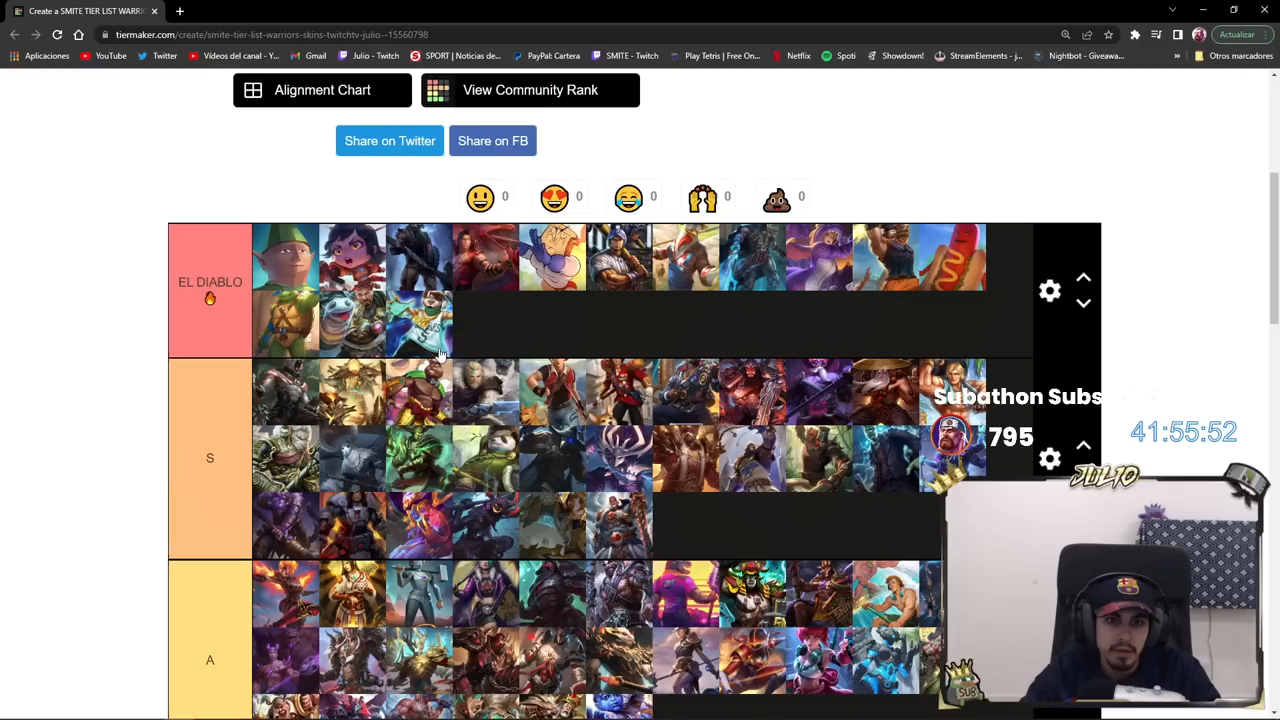 Create a SMITE TIER LIST WARRI
tiermaker.com/create/smite-tier-list-warriors-skins-twitchtv-julio--15560798
Actualizar
Aplicaciones
YouTube
Twitter
Vídeos del canal - Y...
Gmail
Julio - Twitch
SPORT | Noticias de...
PayPal: Cartera
SMITE - Twitch
Play Tetris | Free On...
Netflix
Spoti
Showdown!
StreamElements - j...
Nightbot - Giveawa...
Otros marcadores
Alignment Chart
View Community Rank
Share on Twitter
Share on FB
0
0
0
0
0
EL DIABLO
🔥
S
A
Subathon Subs
795
41:55:52
JULIO
SUB